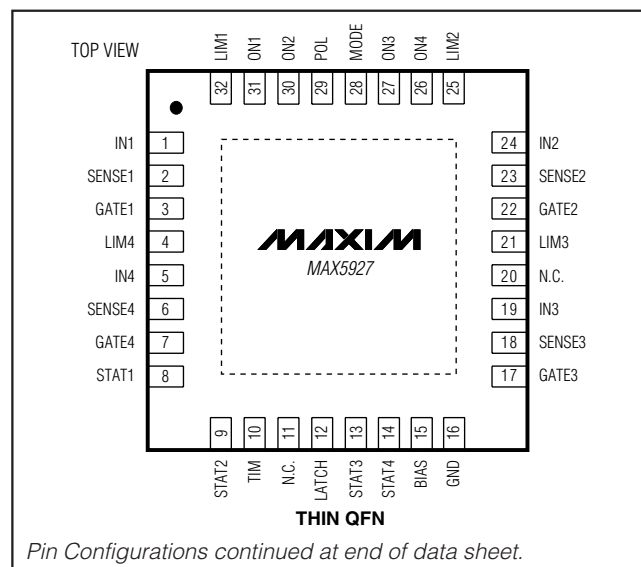 TOP VIEW
LIM1
ON1
ON2
POL
MODE
ON3
ON4
LIM2
32
31
30
29
28
27
26
25
IN1 1
SENSE1 2
GATE1 3
LIM4 4
IN4 5
SENSE4 6
GATE4 7
STAT1 8
MAXIM
MAX5927
24 IN2
23 SENSE2
22 GATE2
21 LIM3
20 N.C.
19 IN3
18 SENSE3
17 GATE3
9
10
11
12
13
14
15
16
STAT2
TIM
N.C.
LATCH
STAT3
STAT4
BIAS
GND
THIN QFN
Pin Configurations continued at end of data sheet.